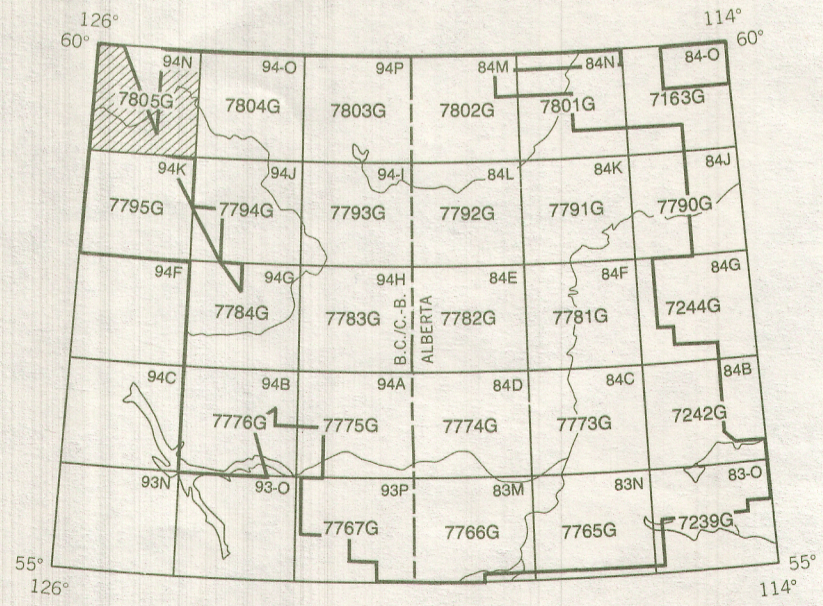 126° 114°
60° 60°
94N 94-O 94P 84M 84N 84-O
7805G 7804G 7803G 7802G 7801G 7163G
94K 94J 94-I 84L 84K 84J
7795G 7794G 7793G 7792G 7791G 7790G
94F 94G 94H 84E 84F 84G
7784G 7783G 7782G 7781G 7244G
B.C./C.-B.
ALBERTA
94C 94B 94A 84D 84C 84B
7776G 7775G 7774G 7773G 7242G
93N 93-O 93P 83M 83N 83-O
7767G 7766G 7765G 7239G
55° 55°
126° 114°